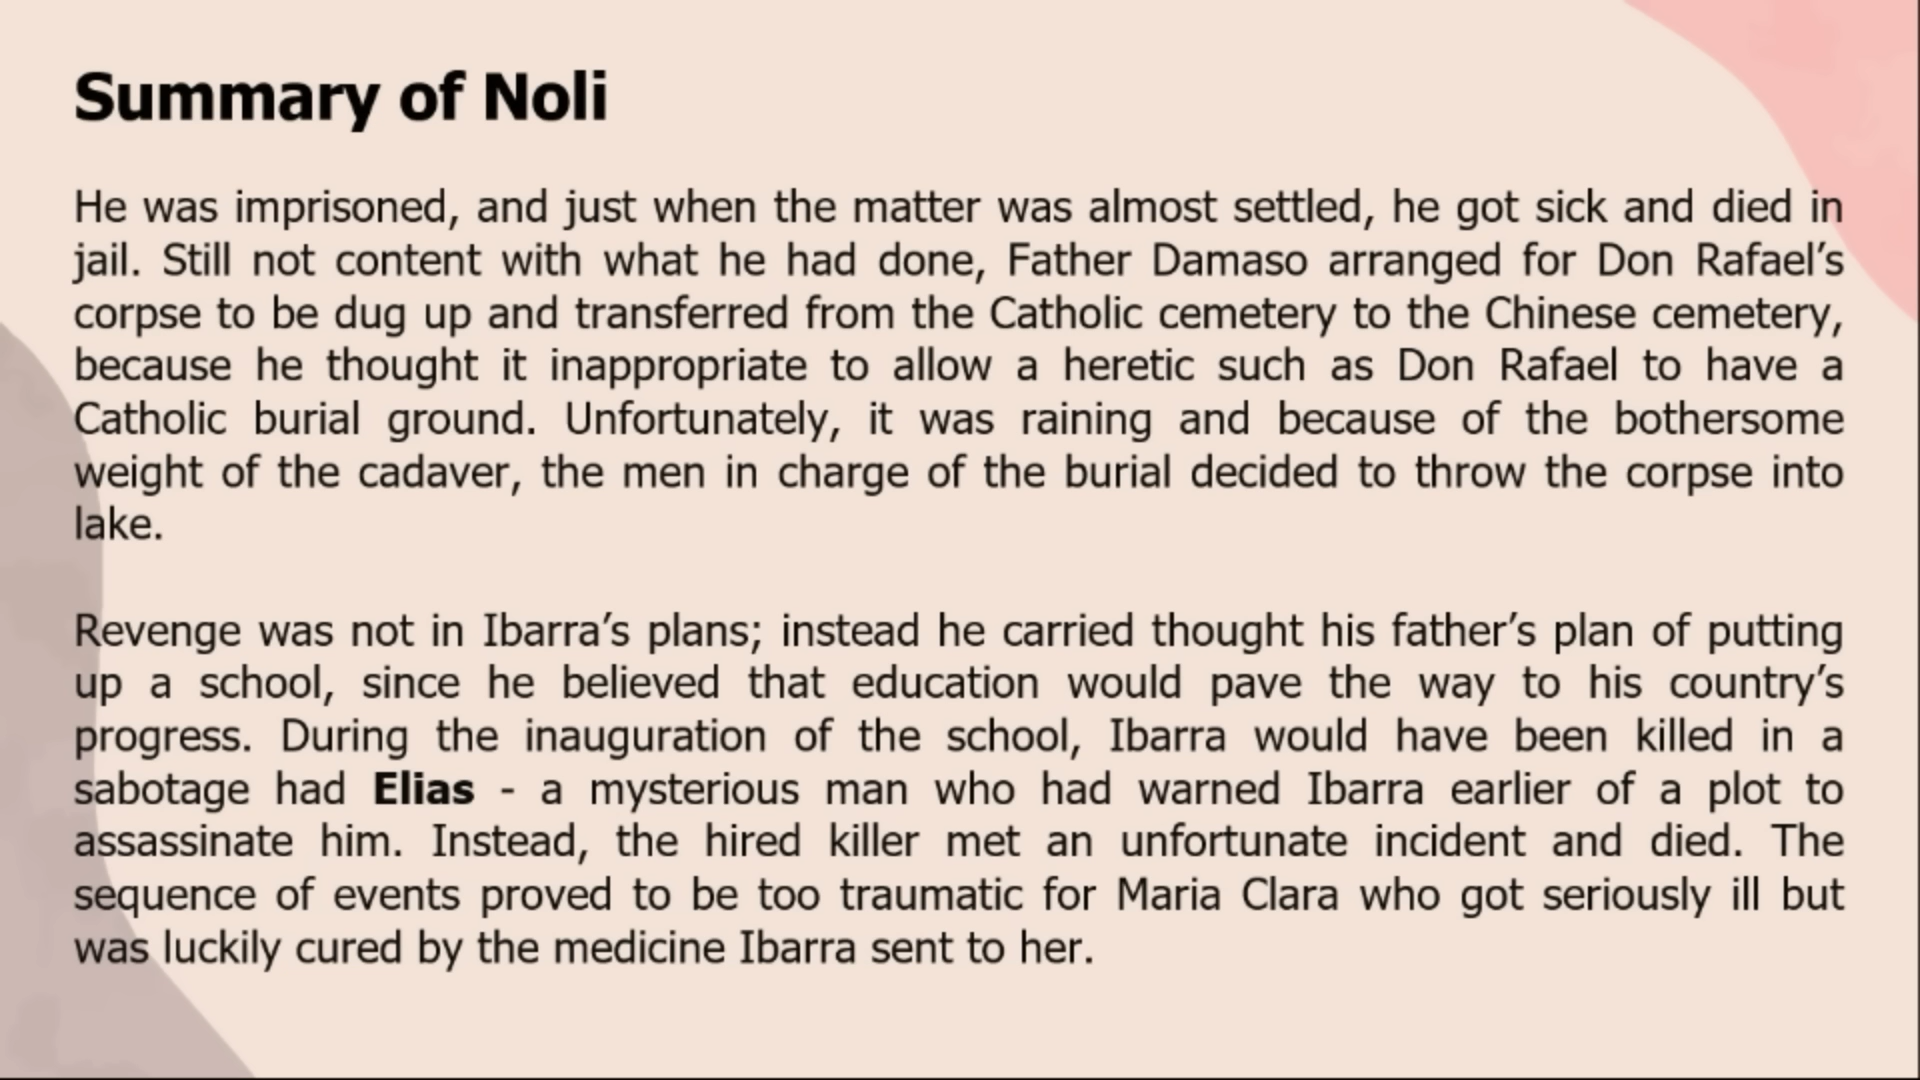 Summary of Noli
He was imprisoned, and just when the matter was almost settled, he got sick and died in
jail. Still not content with what he had done, Father Damaso arranged for Don Rafael’s
corpse to be dug up and transferred from the Catholic cemetery to the Chinese cemetery,
because he thought it inappropriate to allow a heretic such as Don Rafael to have a
Catholic burial ground. Unfortunately, it was raining and because of the bothersome
weight of the cadaver, the men in charge of the burial decided to throw the corpse into
lake.
Revenge was not in Ibarra’s plans; instead he carried thought his father’s plan of putting
up a school, since he believed that education would pave the way to his country’s
progress. During the inauguration of the school, Ibarra would have been killed in a
sabotage had Elias - a mysterious man who had warned Ibarra earlier of a plot to
assassinate him. Instead, the hired killer met an unfortunate incident and died. The
sequence of events proved to be too traumatic for Maria Clara who got seriously ill but
was luckily cured by the medicine Ibarra sent to her.